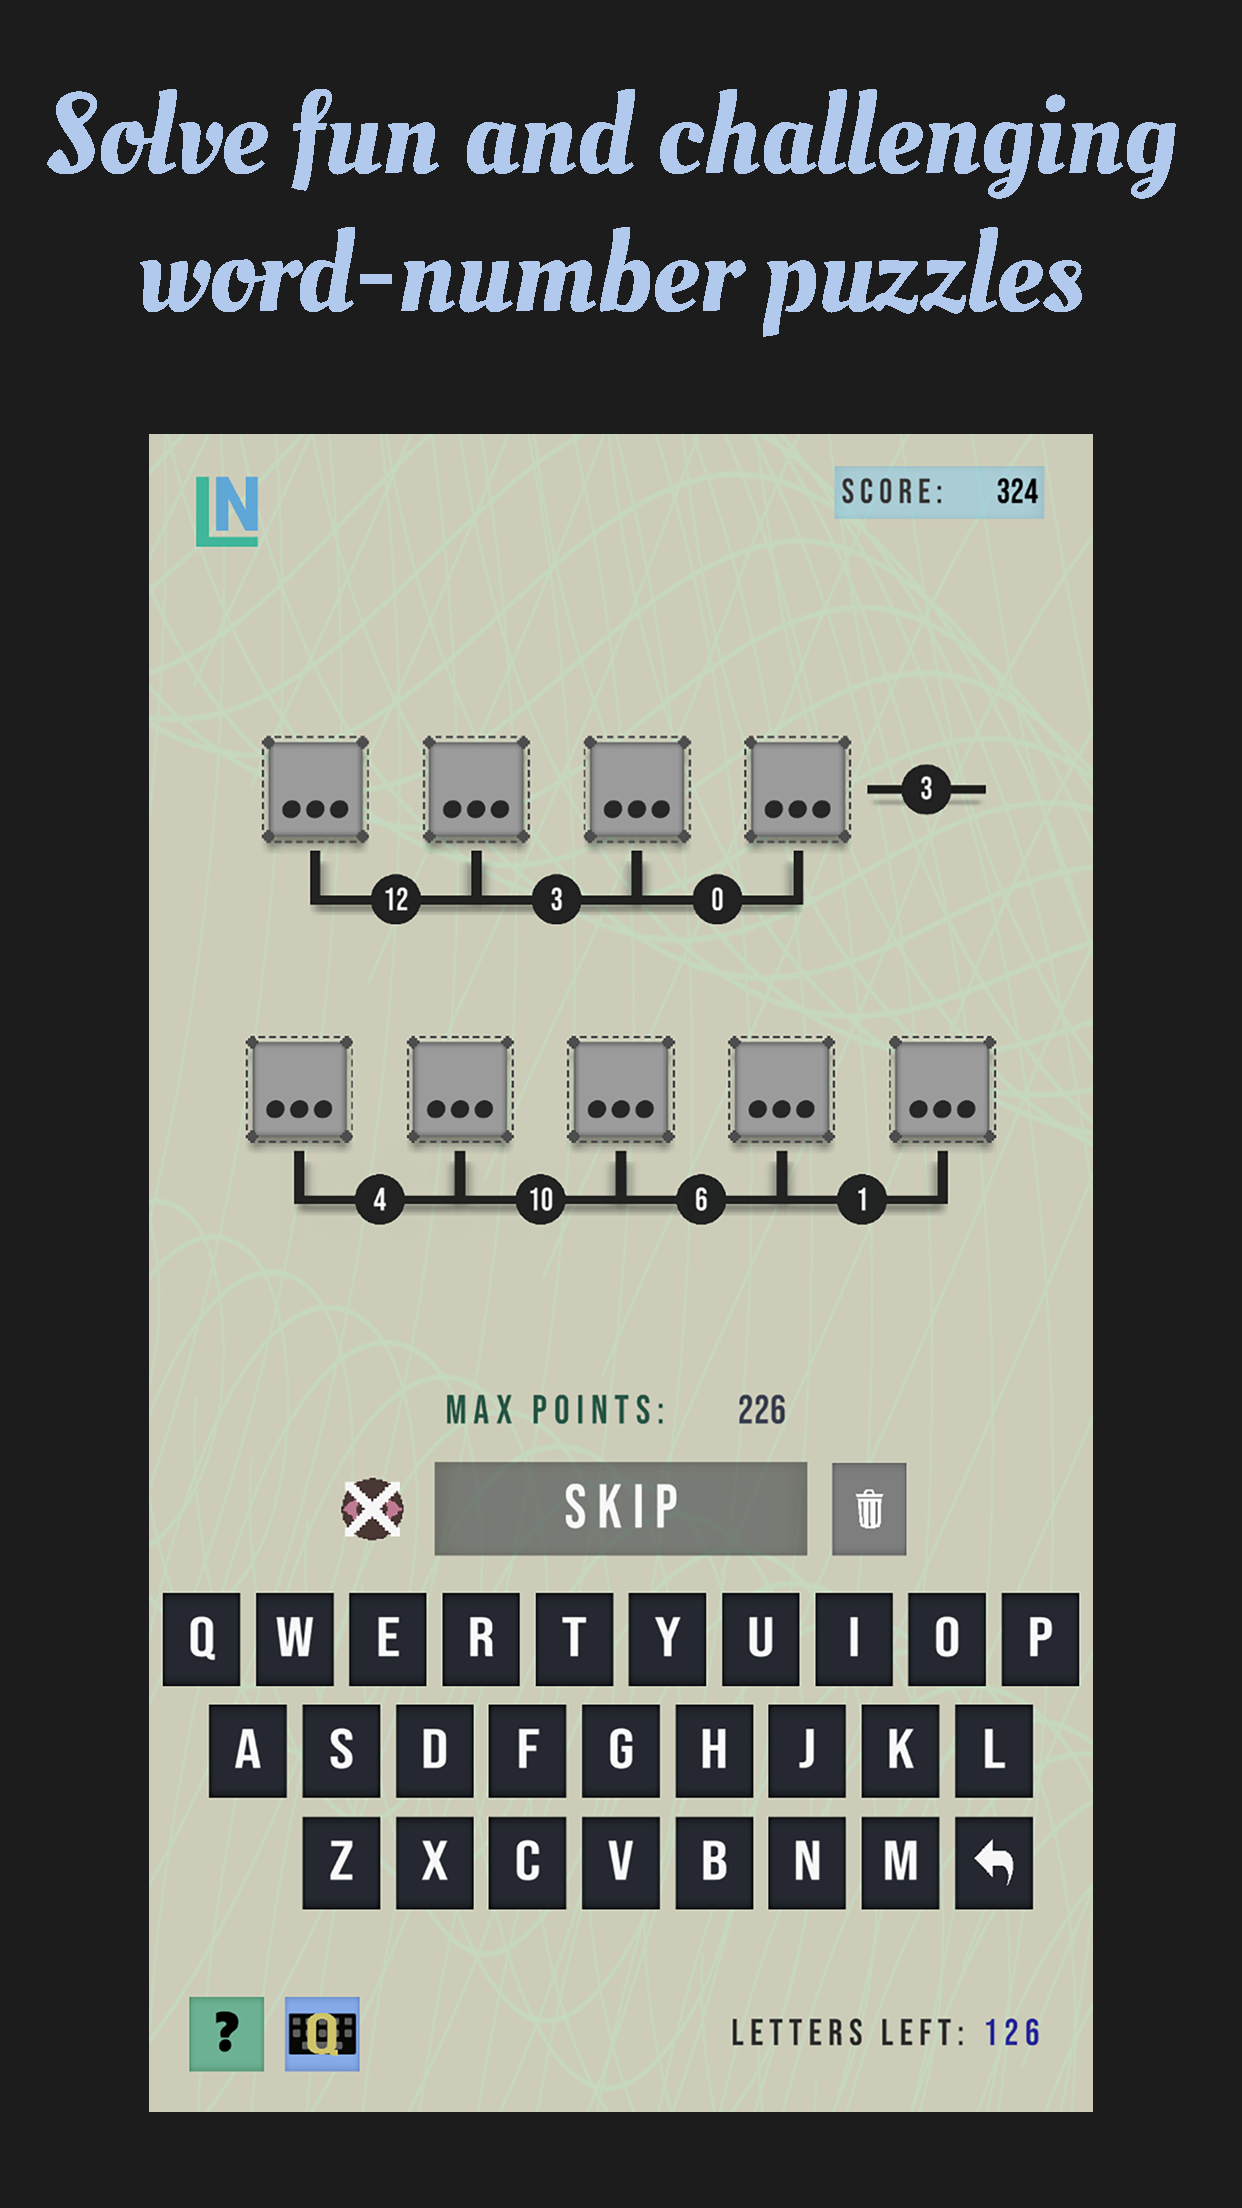 Solve fun and challenging
word-number puzzles
LN
SCORE: 324
3
12 3 0
4 10 6 1
MAX POINTS: 226
SKIP
Q W E R T Y U I O P
A S D F G H J K L
Z X C V B N M
? Q
LETTERS LEFT: 126